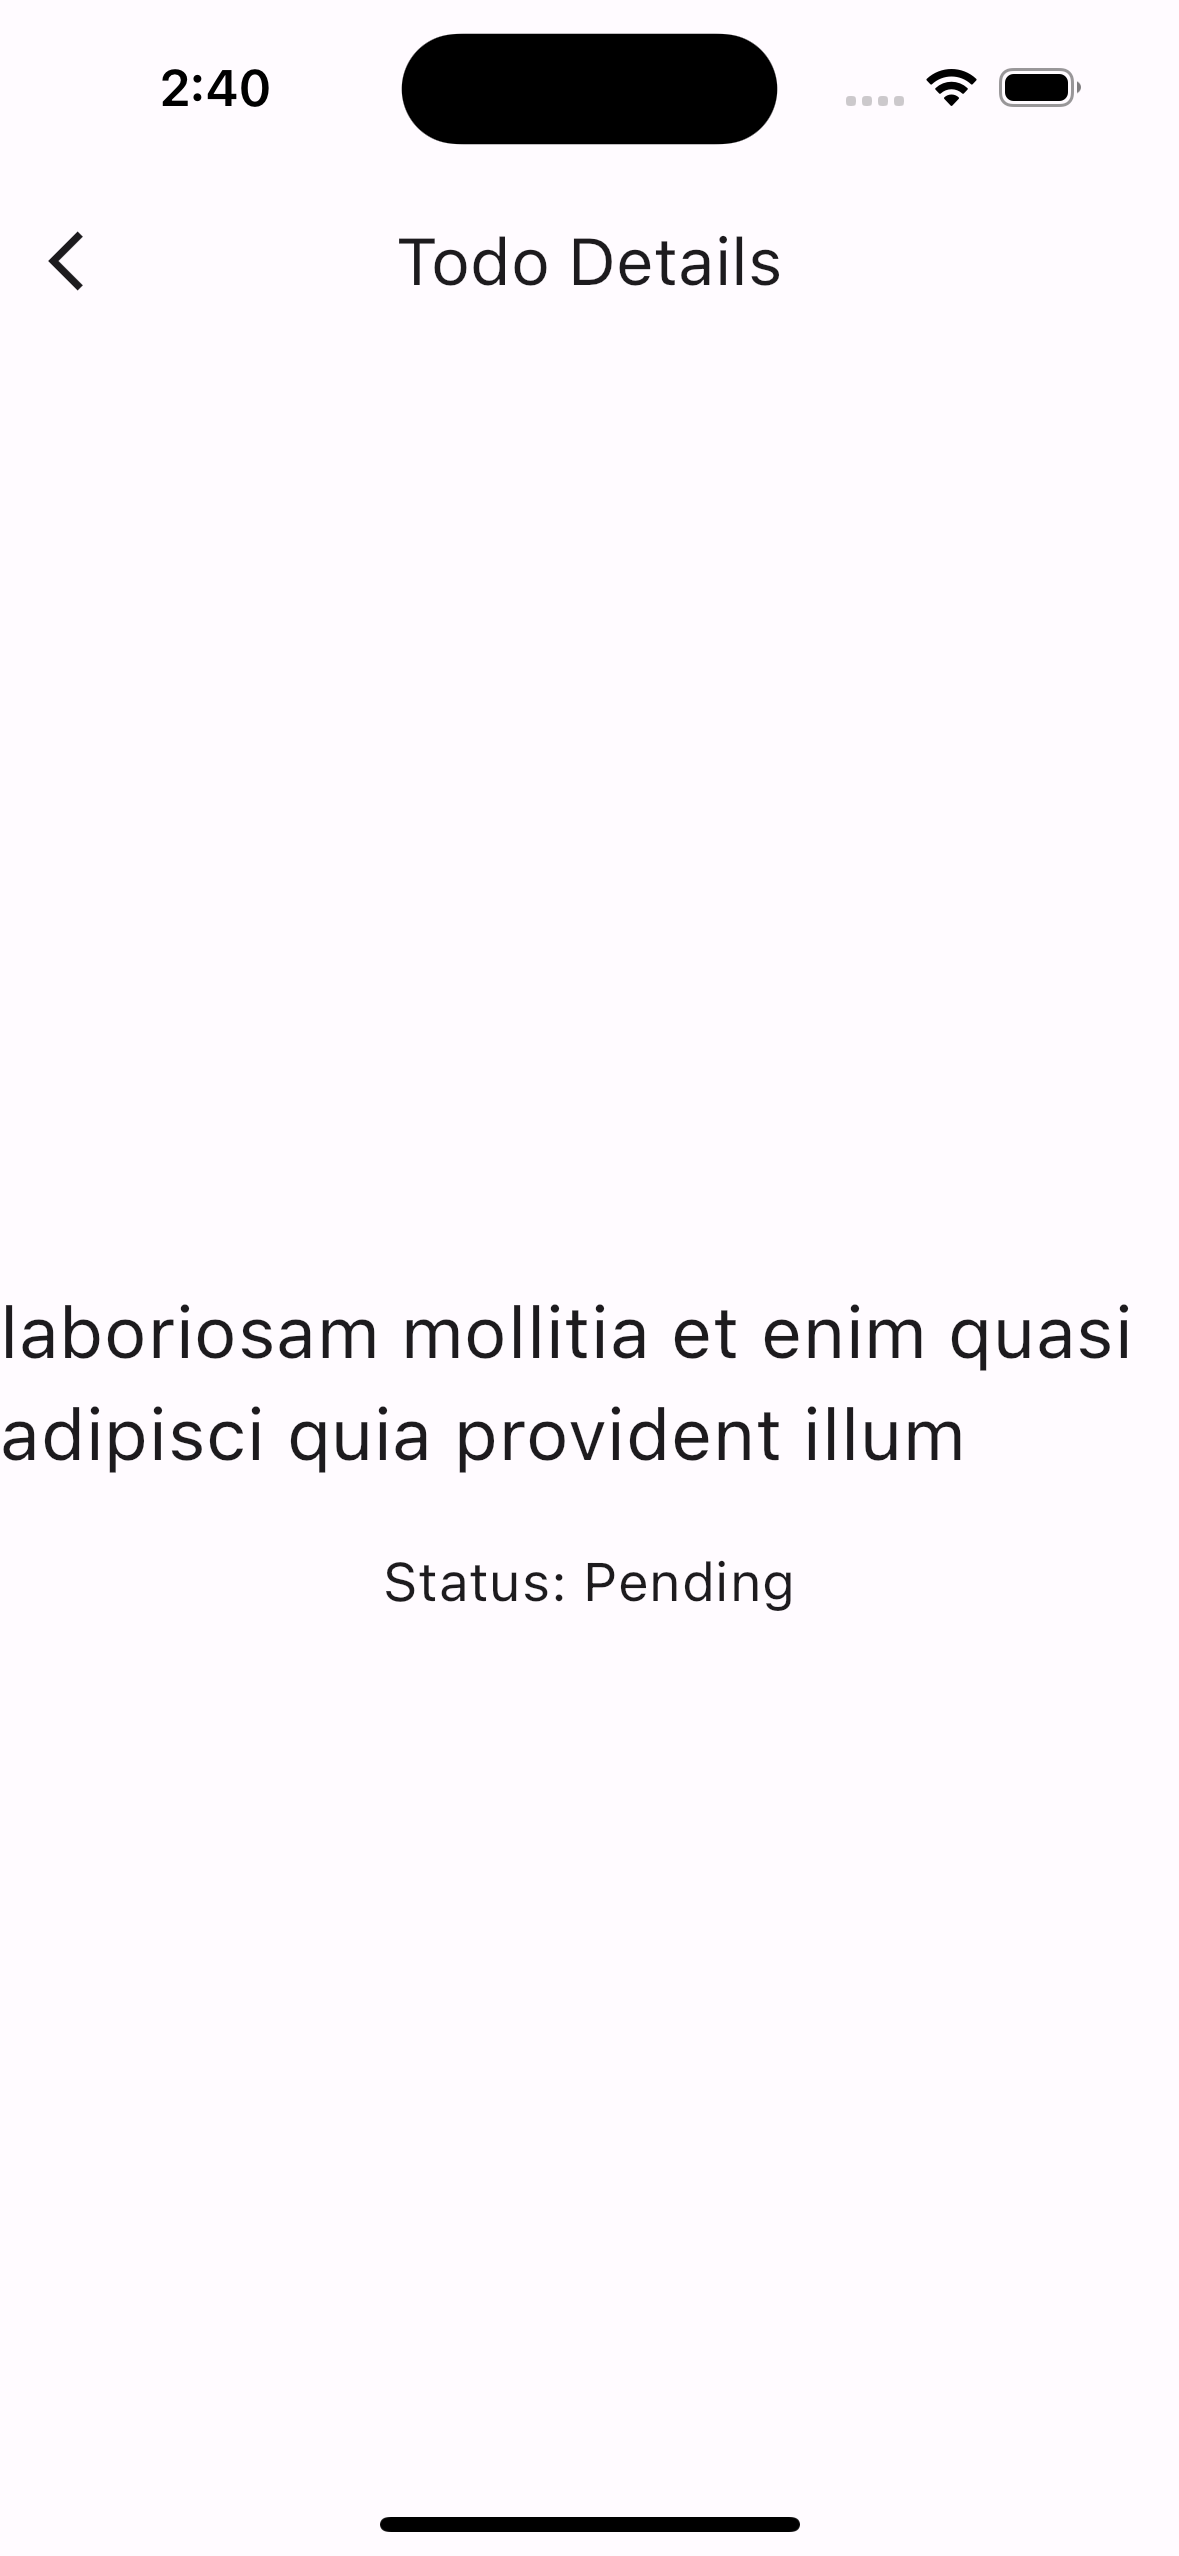 2:40
Todo Details
laboriosam mollitia et enim quasi
adipisci quia provident illum
Status: Pending